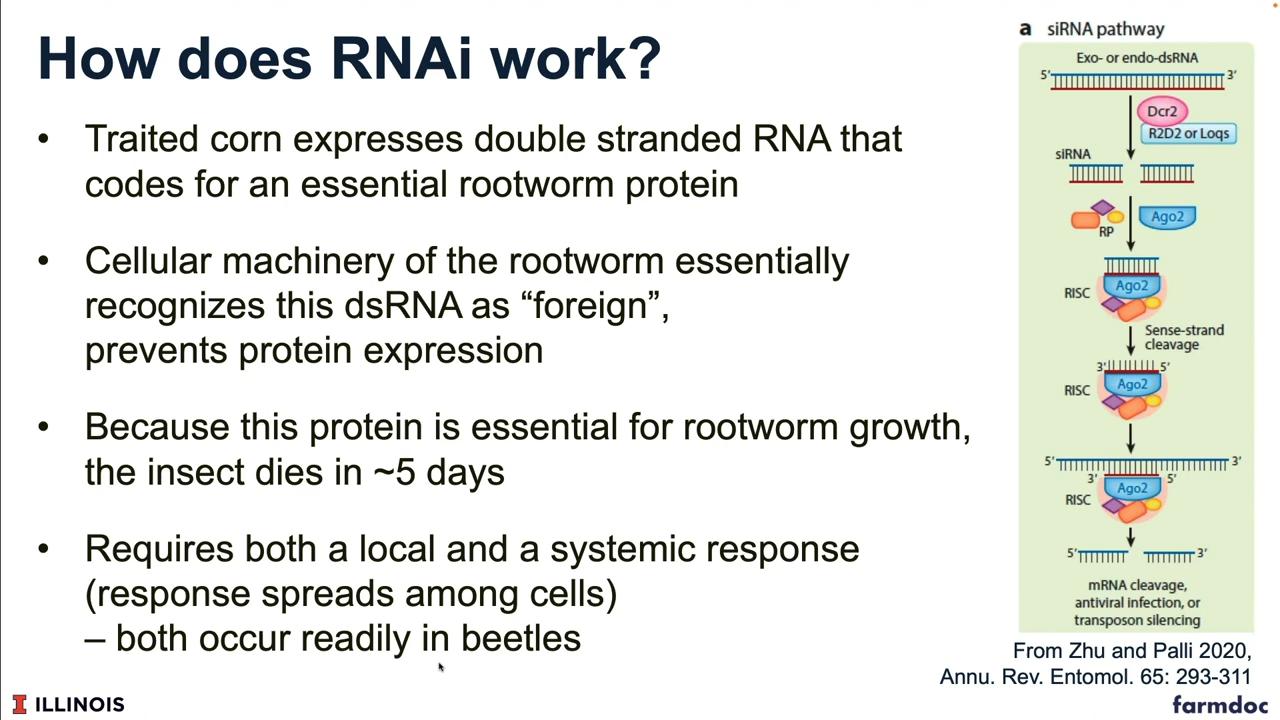 How does RNAi work?
• Traited corn expresses double stranded RNA that
codes for an essential rootworm protein
• Cellular machinery of the rootworm essentially
recognizes this dsRNA as “foreign”,
prevents protein expression
• Because this protein is essential for rootworm growth,
the insect dies in ~5 days
• Requires both a local and a systemic response
(response spreads among cells)
– both occur readily in beetles
a siRNA pathway
Exo- or endo-dsRNA
5′ 3′
Dcr2
R2D2 or Loqs
siRNA
Ago2
RP
RISC
Ago2
Sense-strand
cleavage
3′ 5′
RISC
Ago2
5′ 3′
3′ 5′
RISC
Ago2
5′ 3′
mRNA cleavage,
antiviral infection, or
transposon silencing
From Zhu and Palli 2020,
Annu. Rev. Entomol. 65: 293-311
I ILLINOIS
farmdoc